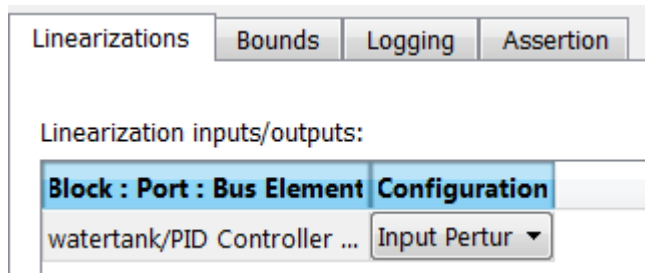 Linearizations Bounds Logging Assertion
Linearization inputs/outputs:
Block : Port : Bus Element Configuration
watertank/PID Controller ... Input Pertur